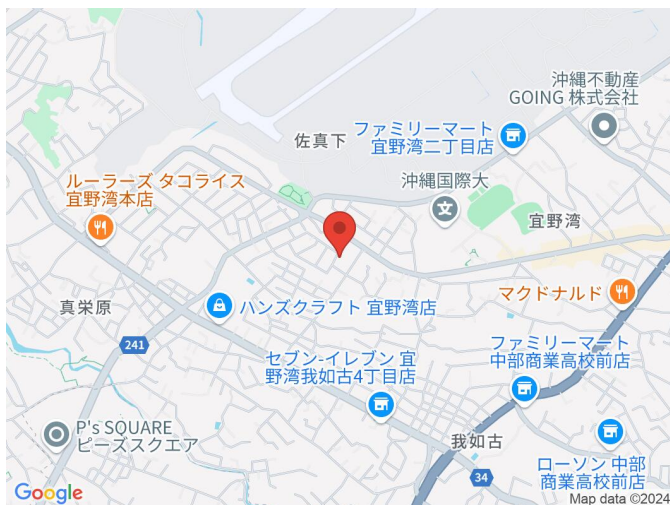 沖縄不動産
GOING 株式会社
佐真下
ファミリーマート
宜野湾二丁目店
ルーラーズ タコライス
宜野湾本店
沖縄国際大
文
宜野湾
真栄原
ハンズクラフト 宜野湾店
マクドナルド
241
セブン-イレブン 宜
野湾我如古4丁目店
ファミリーマート
中部商業高校前店
P's SQUARE
ピーズスクエア
我如古
34
ローソン 中部
商業高校前店
Google
Map data ©2024